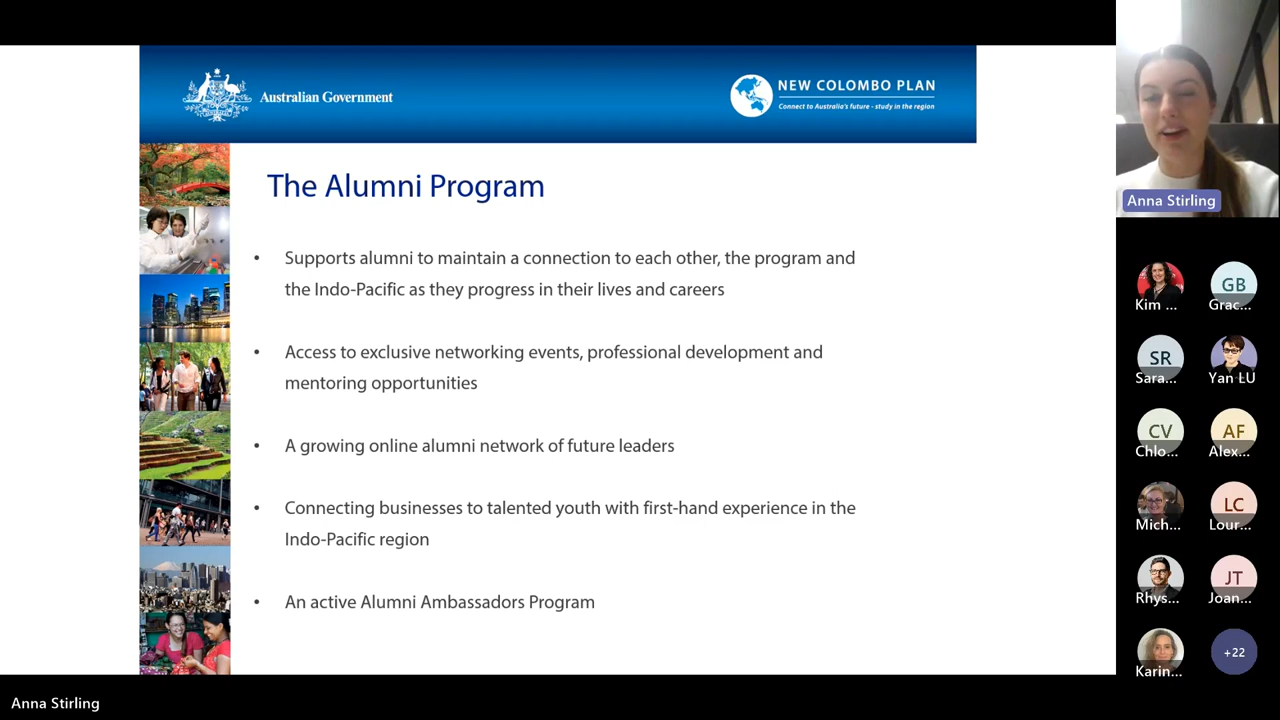 Australian Government
NEW COLOMBO PLAN
Connect to Australia's future - study in the region
The Alumni Program
• Supports alumni to maintain a connection to each other, the program and
the Indo-Pacific as they progress in their lives and careers
• Access to exclusive networking events, professional development and
mentoring opportunities
• A growing online alumni network of future leaders
• Connecting businesses to talented youth with first-hand experience in the
Indo-Pacific region
• An active Alumni Ambassadors Program
Anna Stirling
Kim ...
GB
Grac...
SR
Sara...
Yan LU
CV
Chlo...
AF
Alex...
Mich...
LC
Lour...
Rhys...
JT
Joan...
Karin...
+22
Anna Stirling